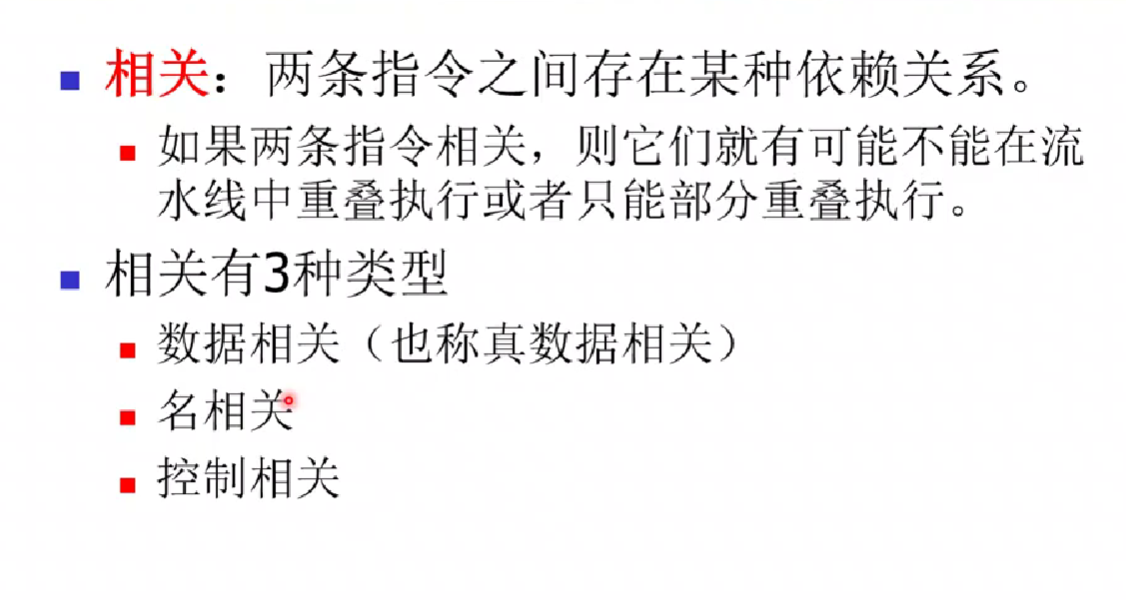 相关：两条指令之间存在某种依赖关系。
如果两条指令相关，则它们就有可能不能在流
水线中重叠执行或者只能部分重叠执行。
相关有3种类型
数据相关（也称真数据相关）
名相关
控制相关